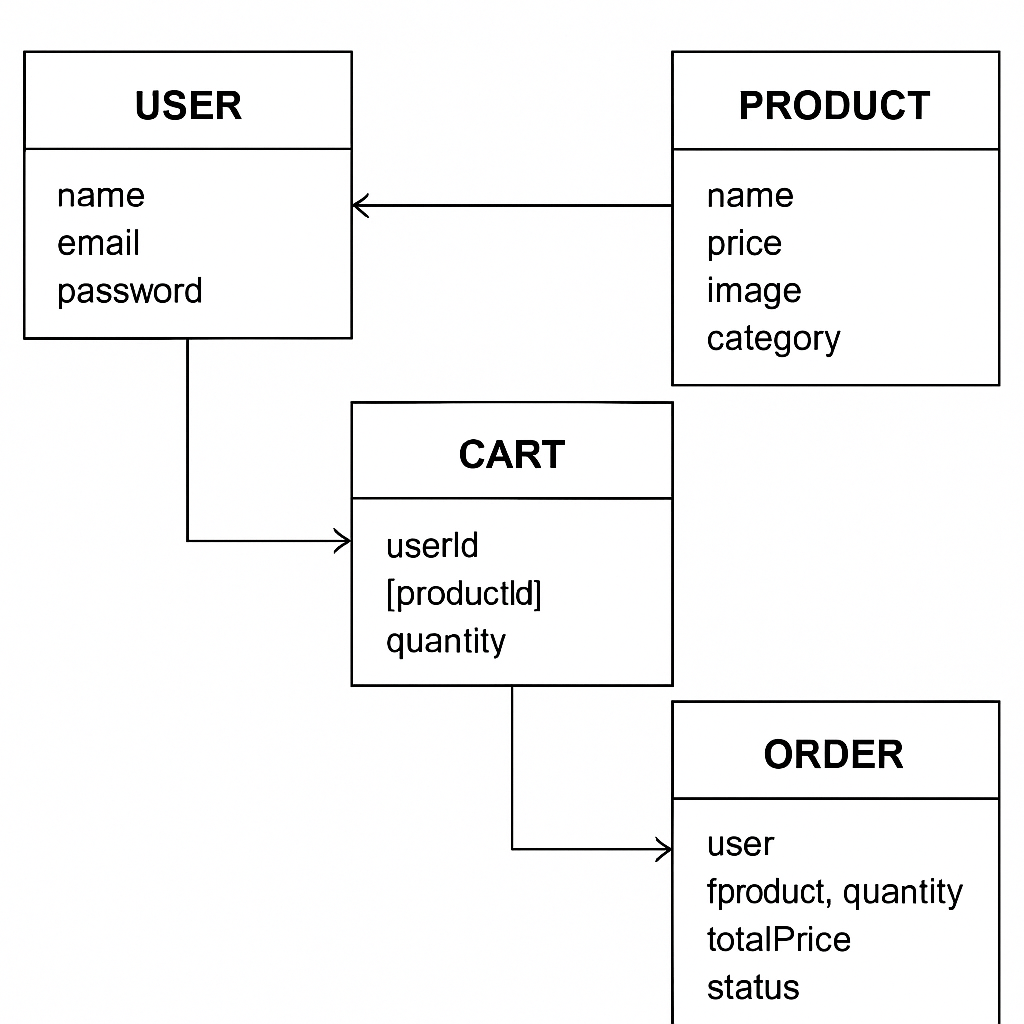 USER
name
email
password
PRODUCT
name
price
image
category
CART
userId
[productId]
quantity
ORDER
user
fproduct, quantity
totalPrice
status